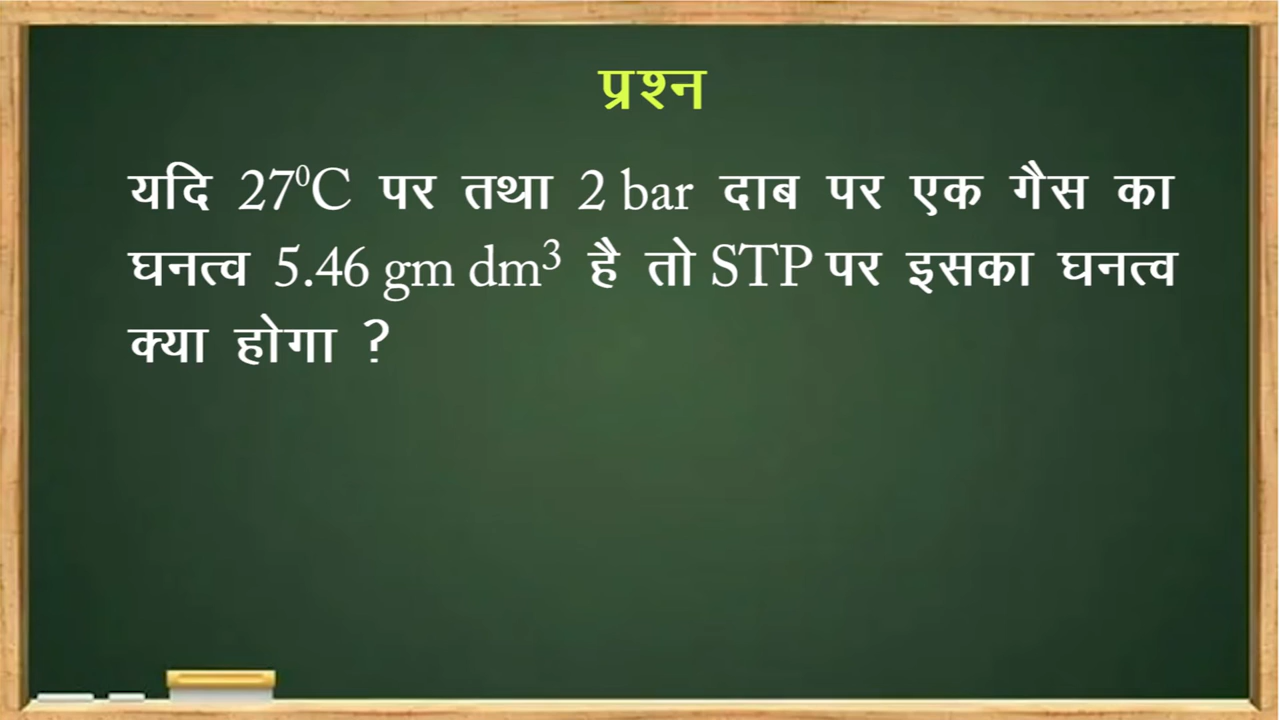 प्रश्न
यदि 27⁰C पर तथा 2 bar दाब पर एक गैस का
घनत्व 5.46 gm dm³ है तो STP पर इसका घनत्व
क्या होगा ?